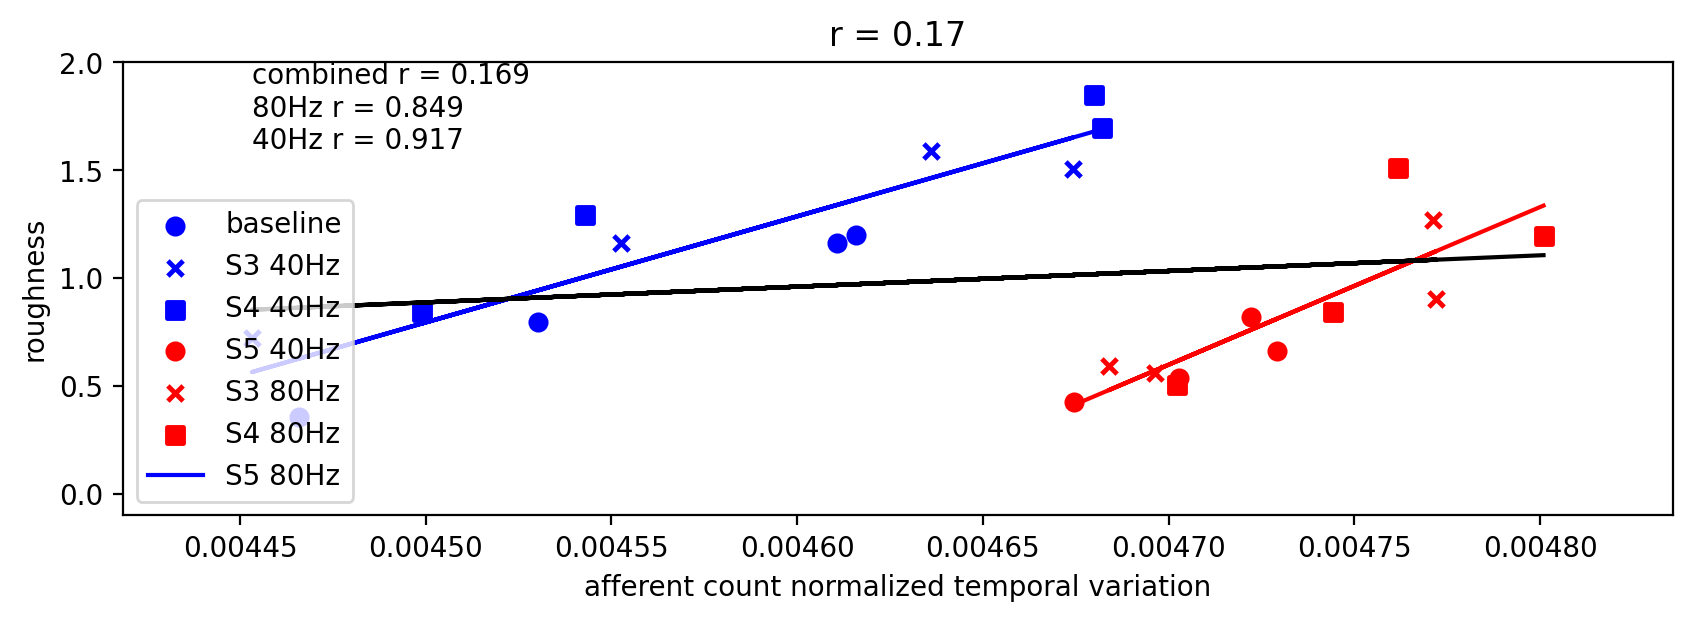 r = 0.17
combined r = 0.169
80Hz r = 0.849
40Hz r = 0.917
2.0
1.5
1.0
0.5
0.0
roughness
baseline
S3 40Hz
S4 40Hz
S5 40Hz
S3 80Hz
S4 80Hz
S5 80Hz
0.00445 0.00450 0.00455 0.00460 0.00465 0.00470 0.00475 0.00480
afferent count normalized temporal variation